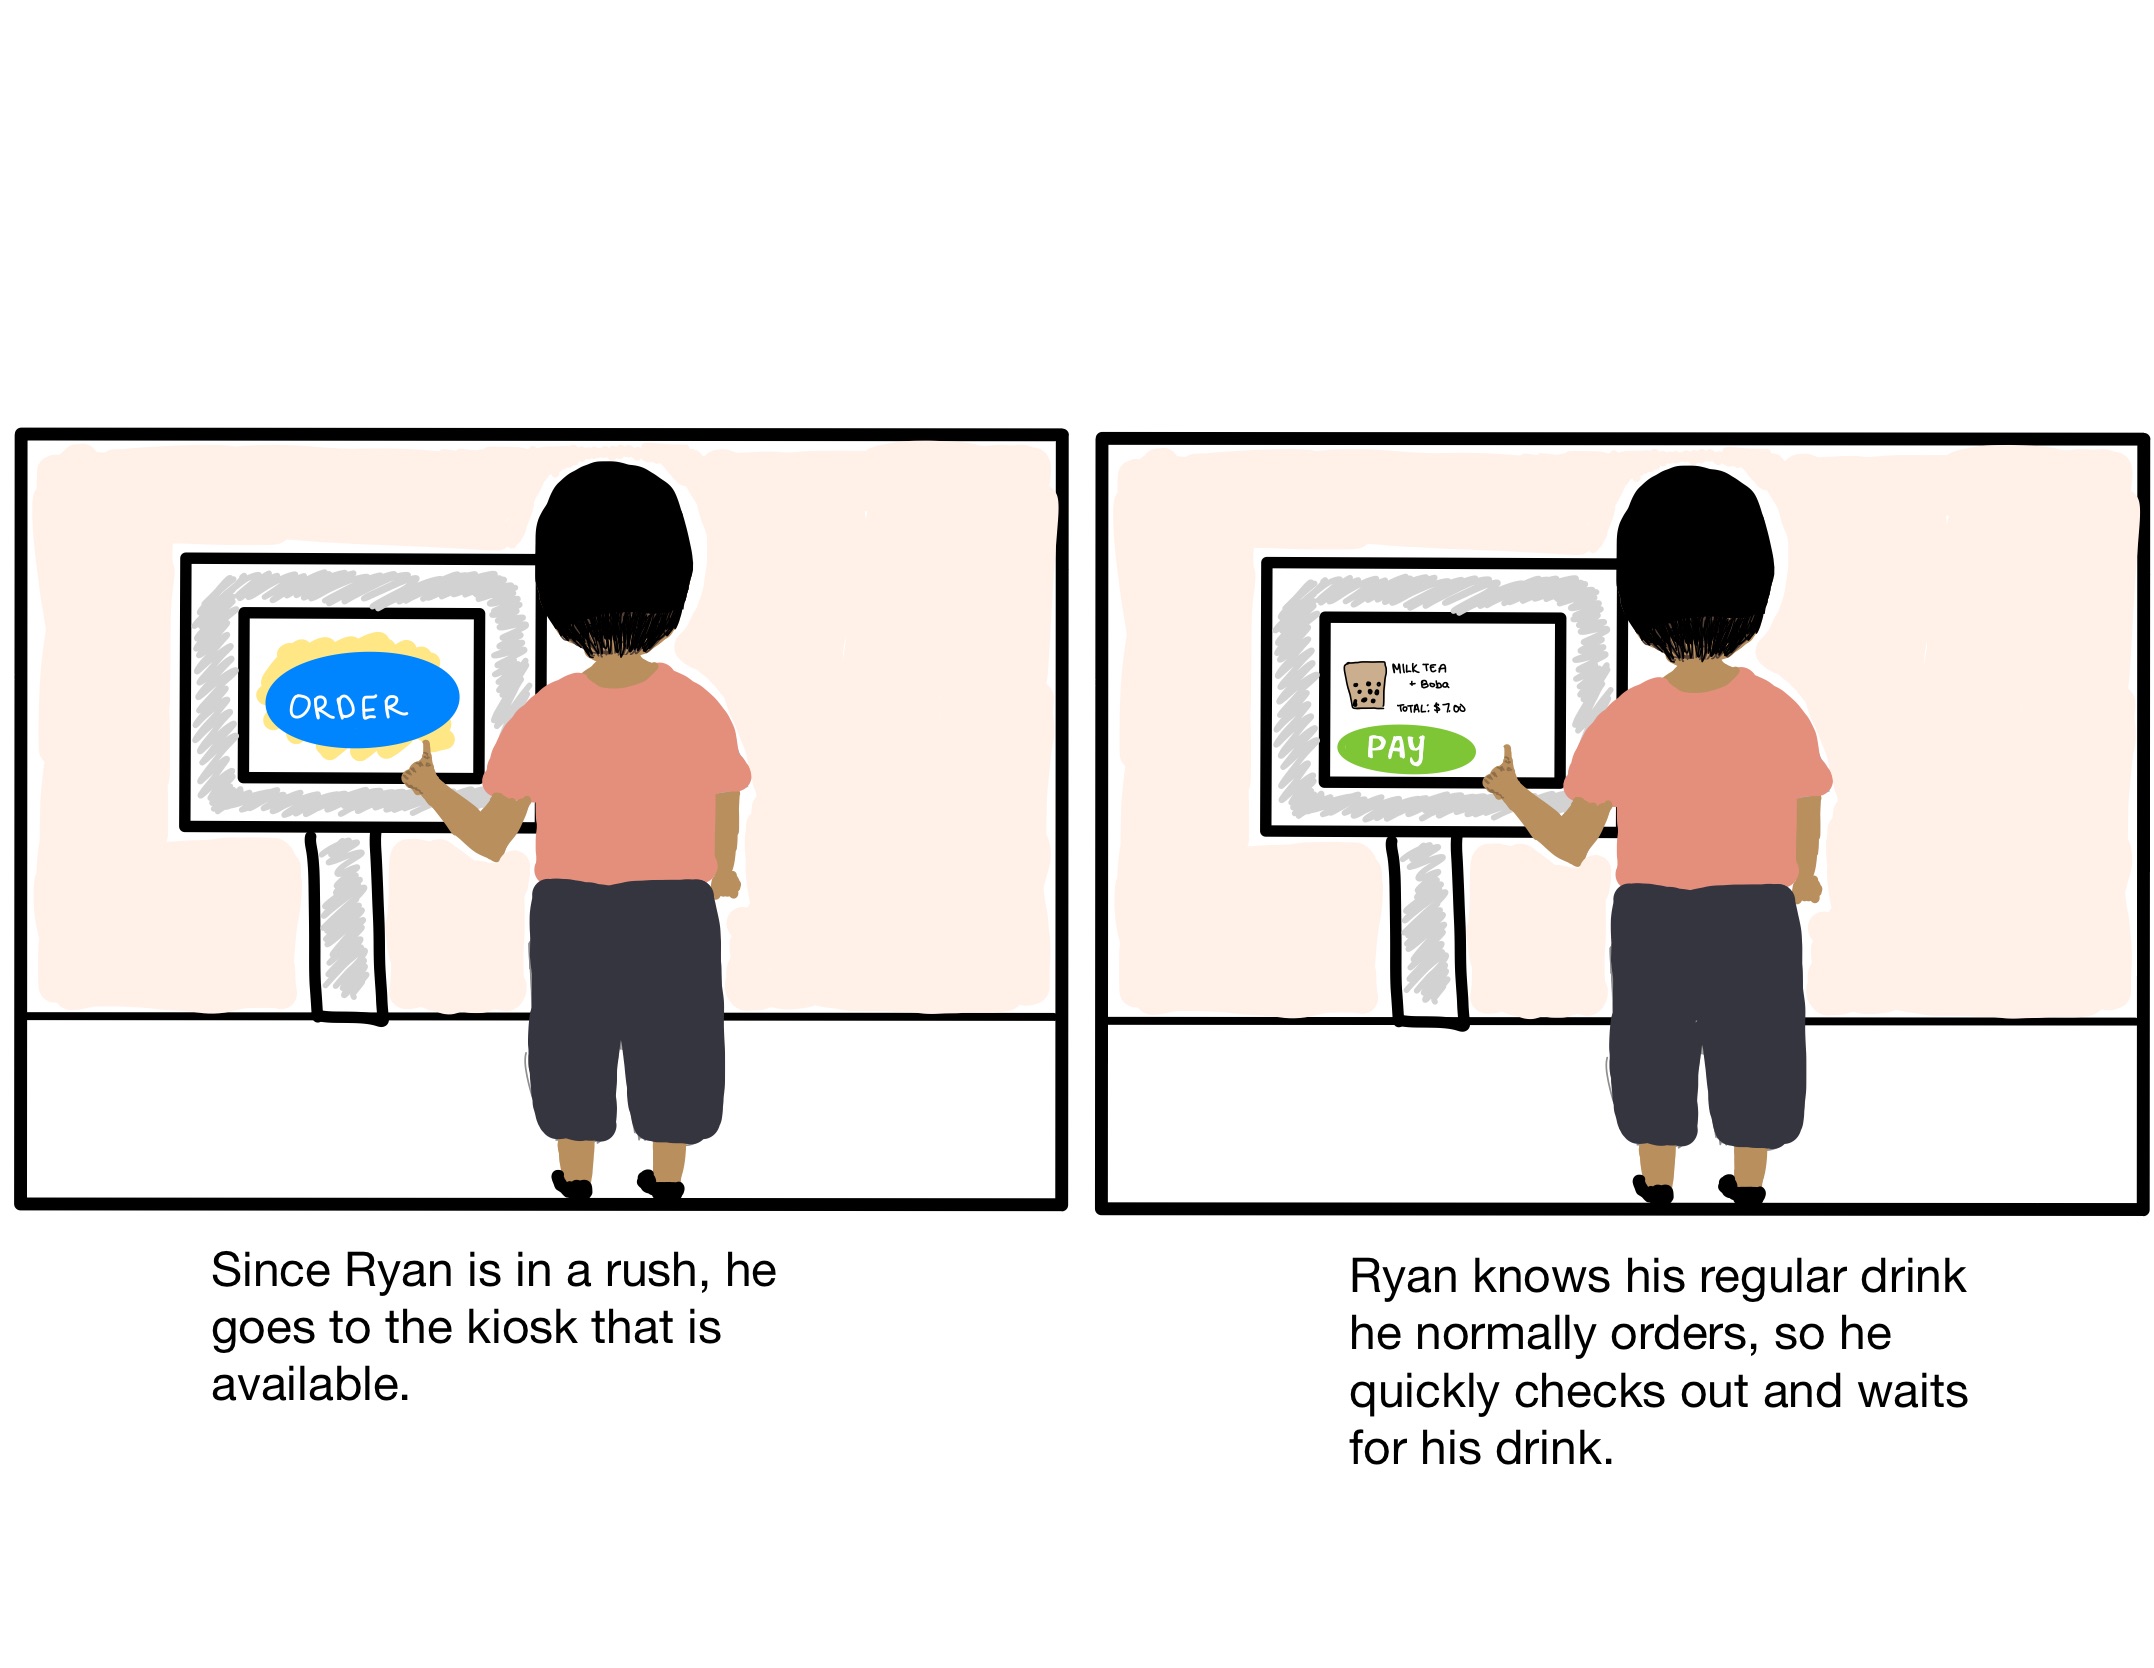 ORDER
Since Ryan is in a rush, he
goes to the kiosk that is
available.
MILK TEA
+ Boba
TOTAL: $7.00
PAY
Ryan knows his regular drink
he normally orders, so he
quickly checks out and waits
for his drink.